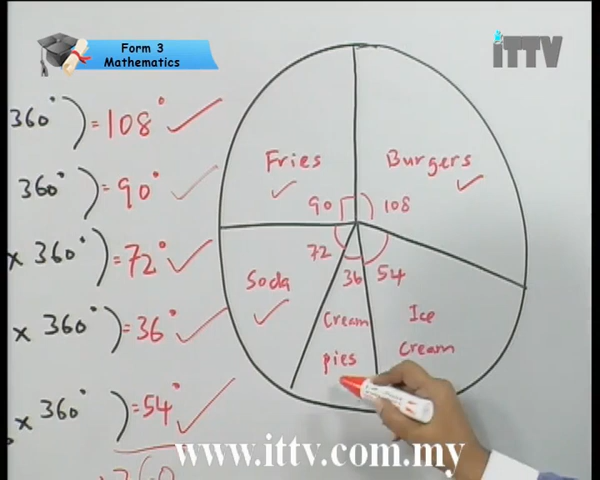 Form 3
Mathematics
iTTV
360°) = 108° ✓
360°) = 90° ✓
x 360°) = 72° ✓
x 360°) = 36° ✓
x 360°) = 54° ✓
360
Fries ✓
Burgers ✓
90
108
72
36
54
Soda ✓
Cream
pies
Ice
cream
www.ittv.com.my